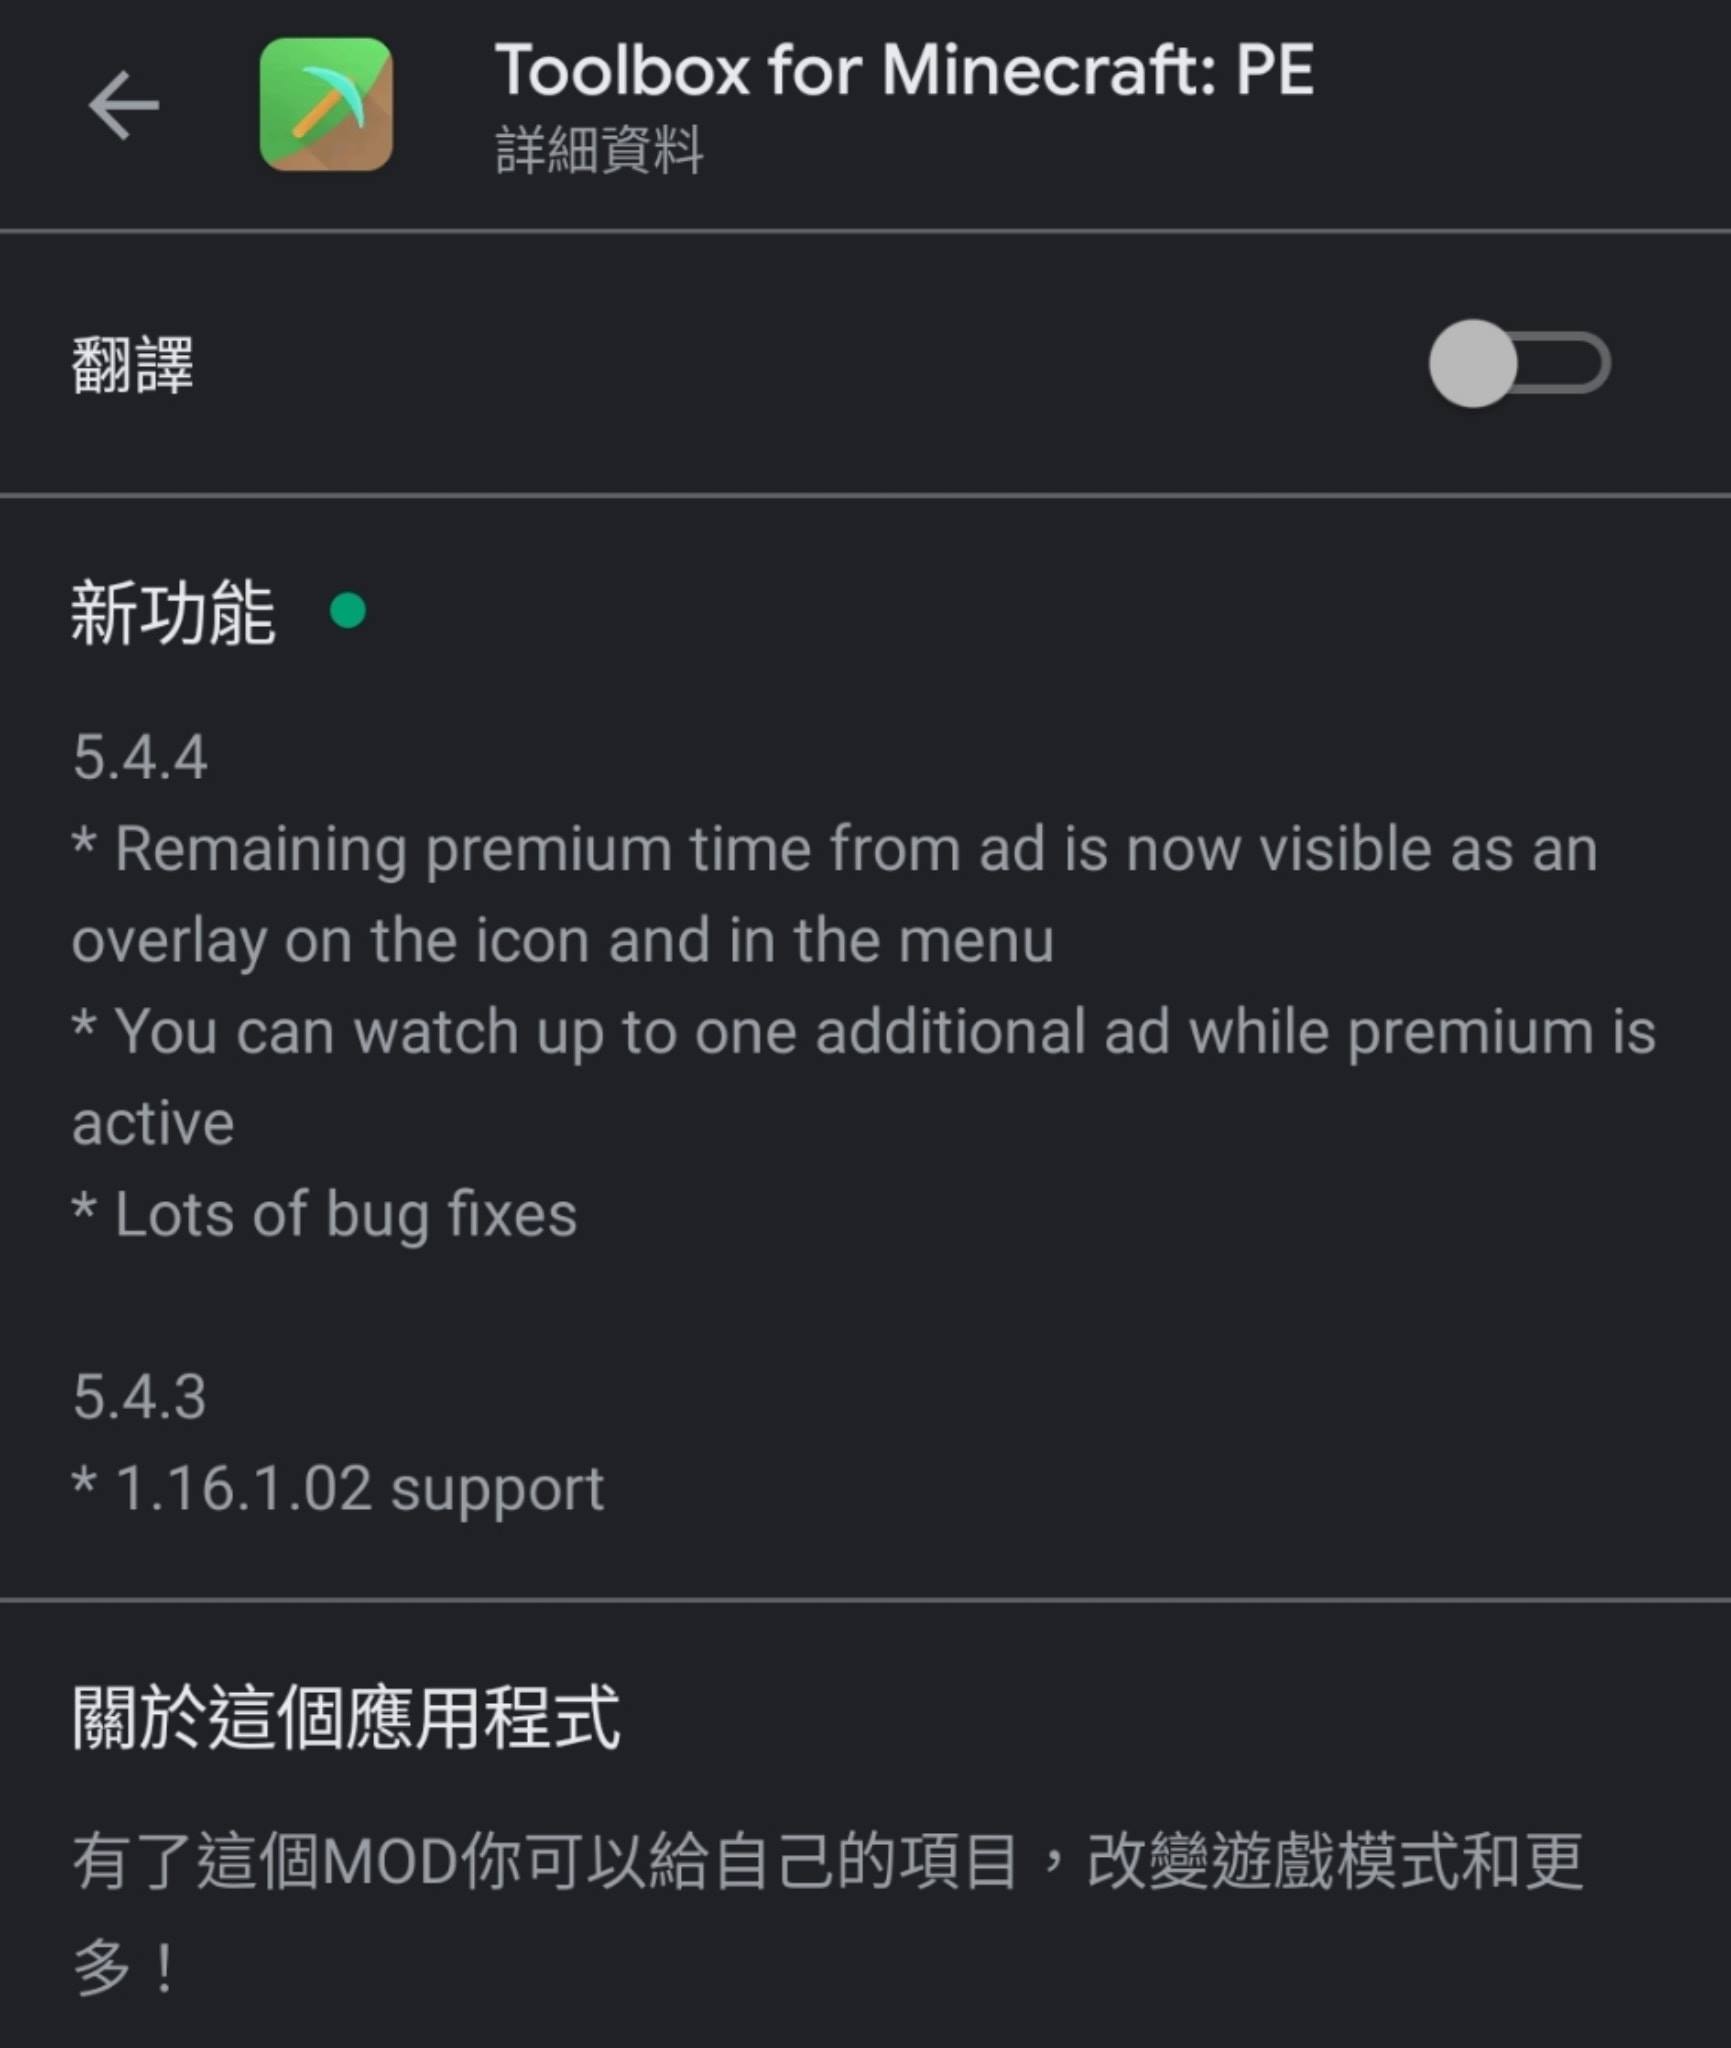 Toolbox for Minecraft: PE
詳細資料
翻譯
新功能
5.4.4
* Remaining premium time from ad is now visible as an
overlay on the icon and in the menu
* You can watch up to one additional ad while premium is
active
* Lots of bug fixes
5.4.3
* 1.16.1.02 support
關於這個應用程式
有了這個MOD你可以給自己的項目，改變遊戲模式和更
多！